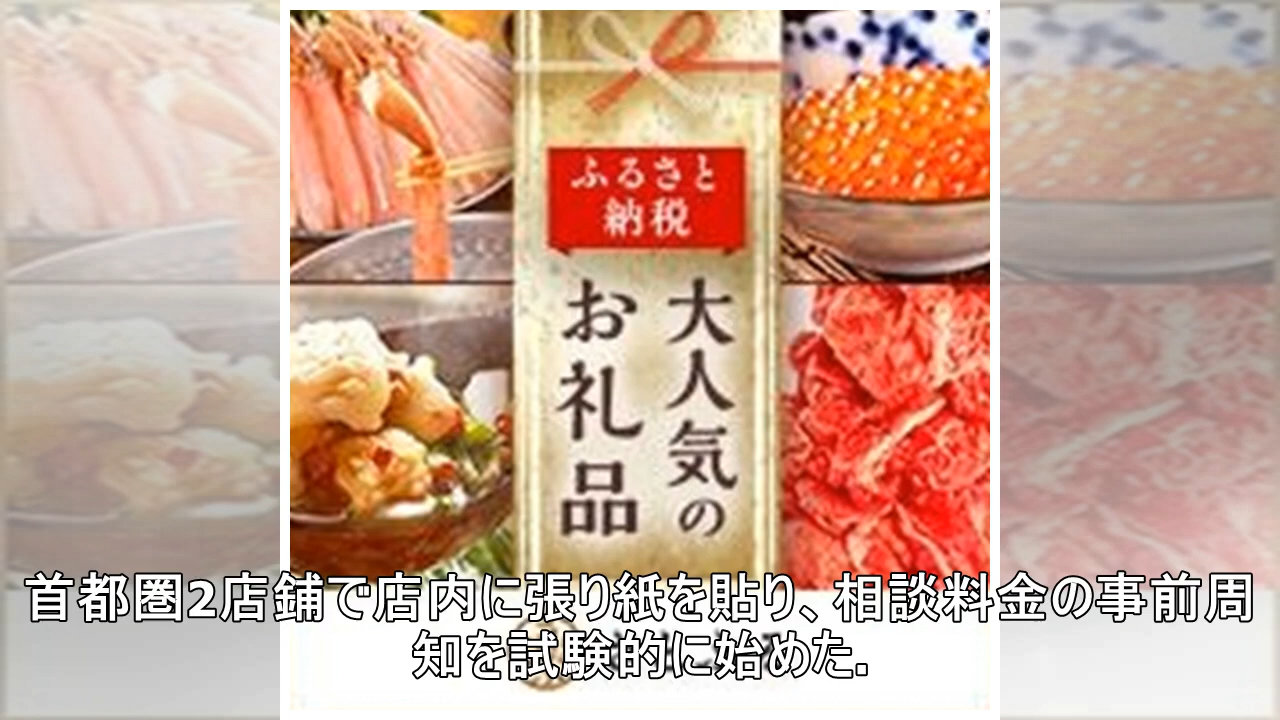 ふるさと
納税
大人気の
お礼品
首都圏2店鋪で店内に張り紙を貼り、相談料金の事前周
知を試験的に始めた.